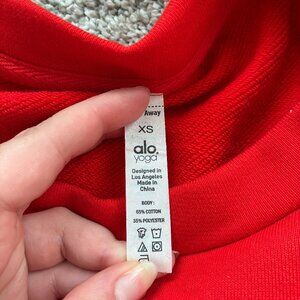 Away
XS
alo.
yoga
Designed in
Los Angeles
Made in
China
BODY:
65% COTTON
35% POLYESTER